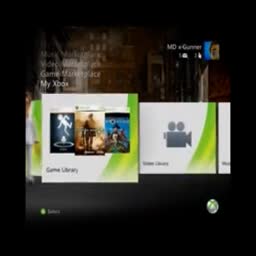 Music Marketplace
Video Marketplace
Game Marketplace
My Xbox
MD x Gunner
Game Library
Video Library
Select